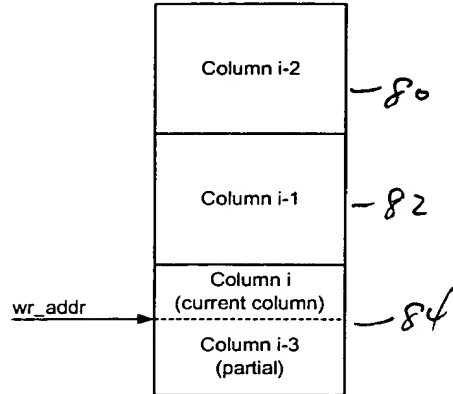 Column i-2
80
Column i-1
82
Column i
(current column)
wr_addr
84
Column i-3
(partial)